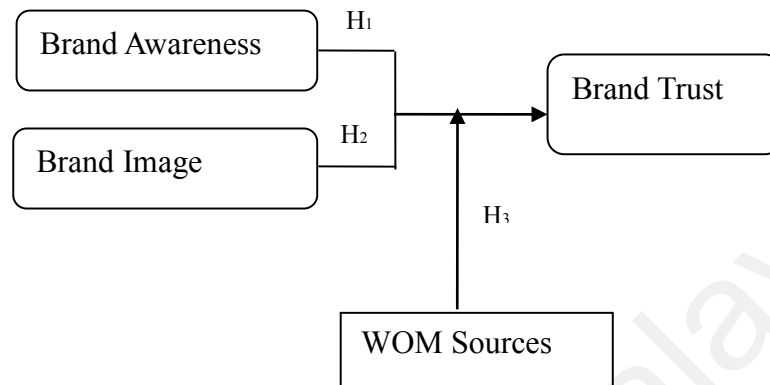 H1
Brand Awareness
Brand Trust
H2
Brand Image
H3
WOM Sources